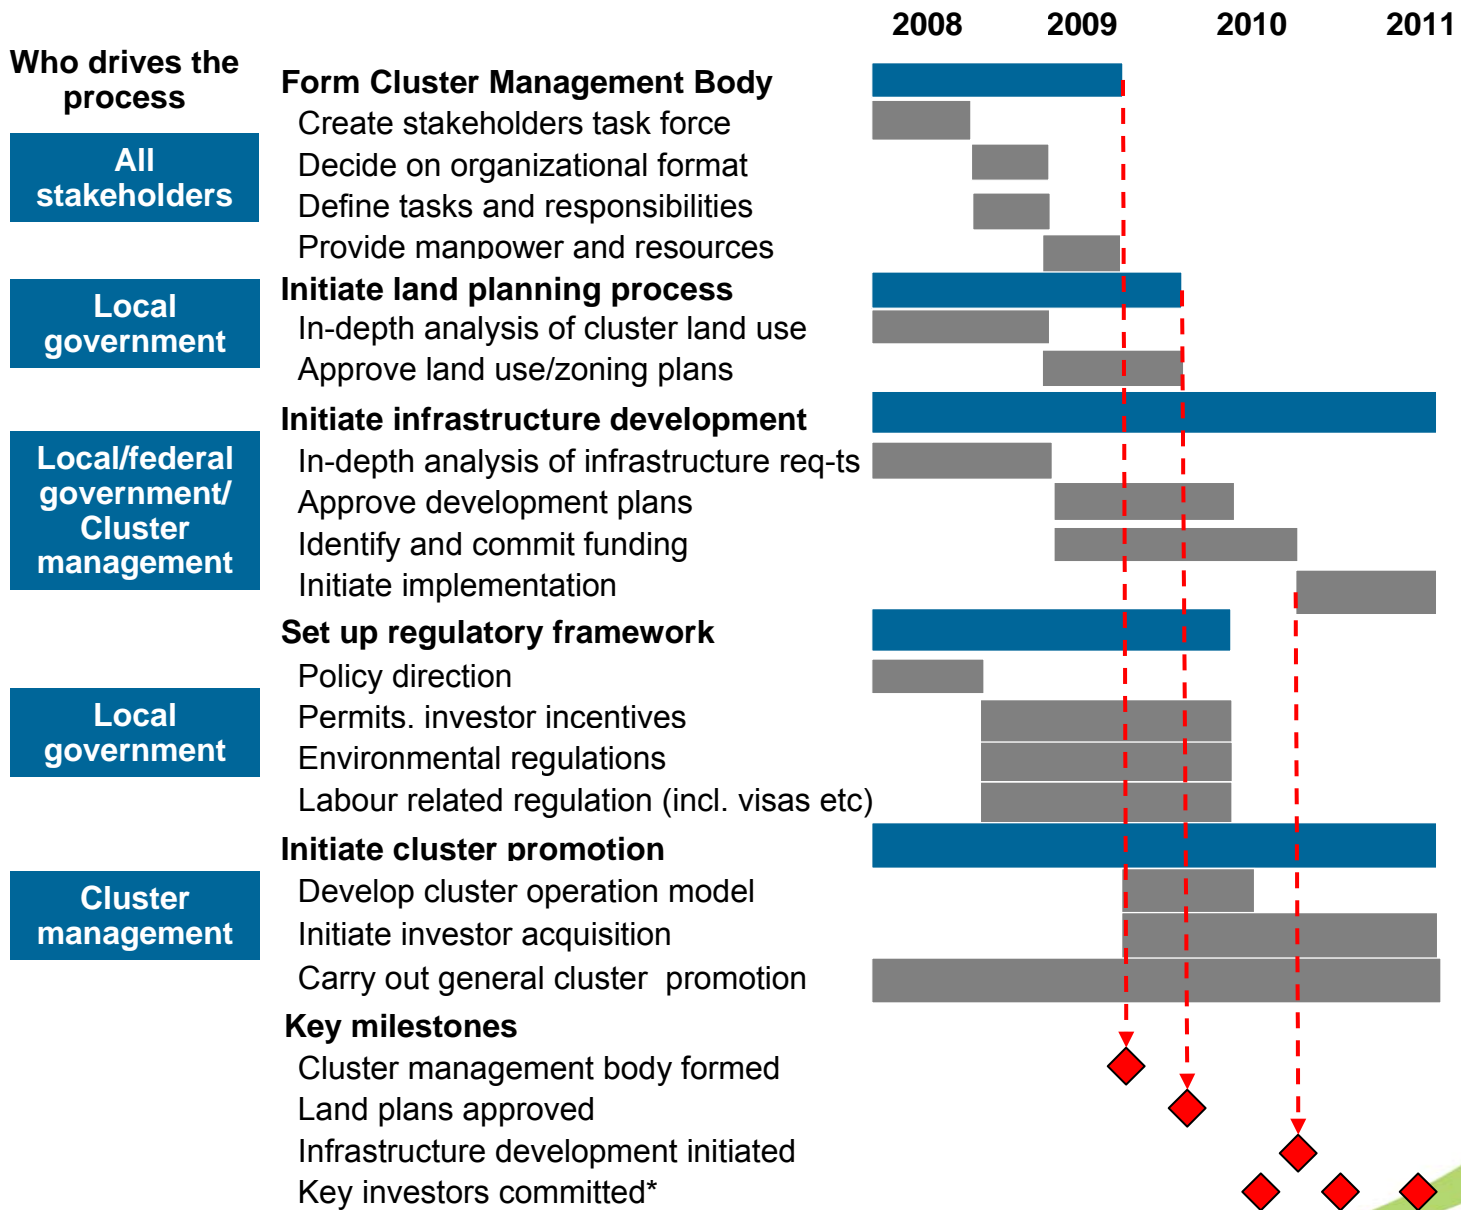 2008 2009 2010 2011
Who drives the
process
Form Cluster Management Body
Create stakeholders task force
All
stakeholders
Decide on organizational format
Define tasks and responsibilities
Provide manpower and resources
Local
government
Initiate land planning process
In-depth analysis of cluster land use
Approve land use/zoning plans
Initiate infrastructure development
Local/federal
government/
Cluster
management
In-depth analysis of infrastructure req-ts
Approve development plans
Identify and commit funding
Initiate implementation
Set up regulatory framework
Policy direction
Local
government
Permits. investor incentives
Environmental regulations
Labour related regulation (incl. visas etc)
Initiate cluster promotion
Cluster
management
Develop cluster operation model
Initiate investor acquisition
Carry out general cluster promotion
Key milestones
Cluster management body formed
Land plans approved
Infrastructure development initiated
Key investors committed*